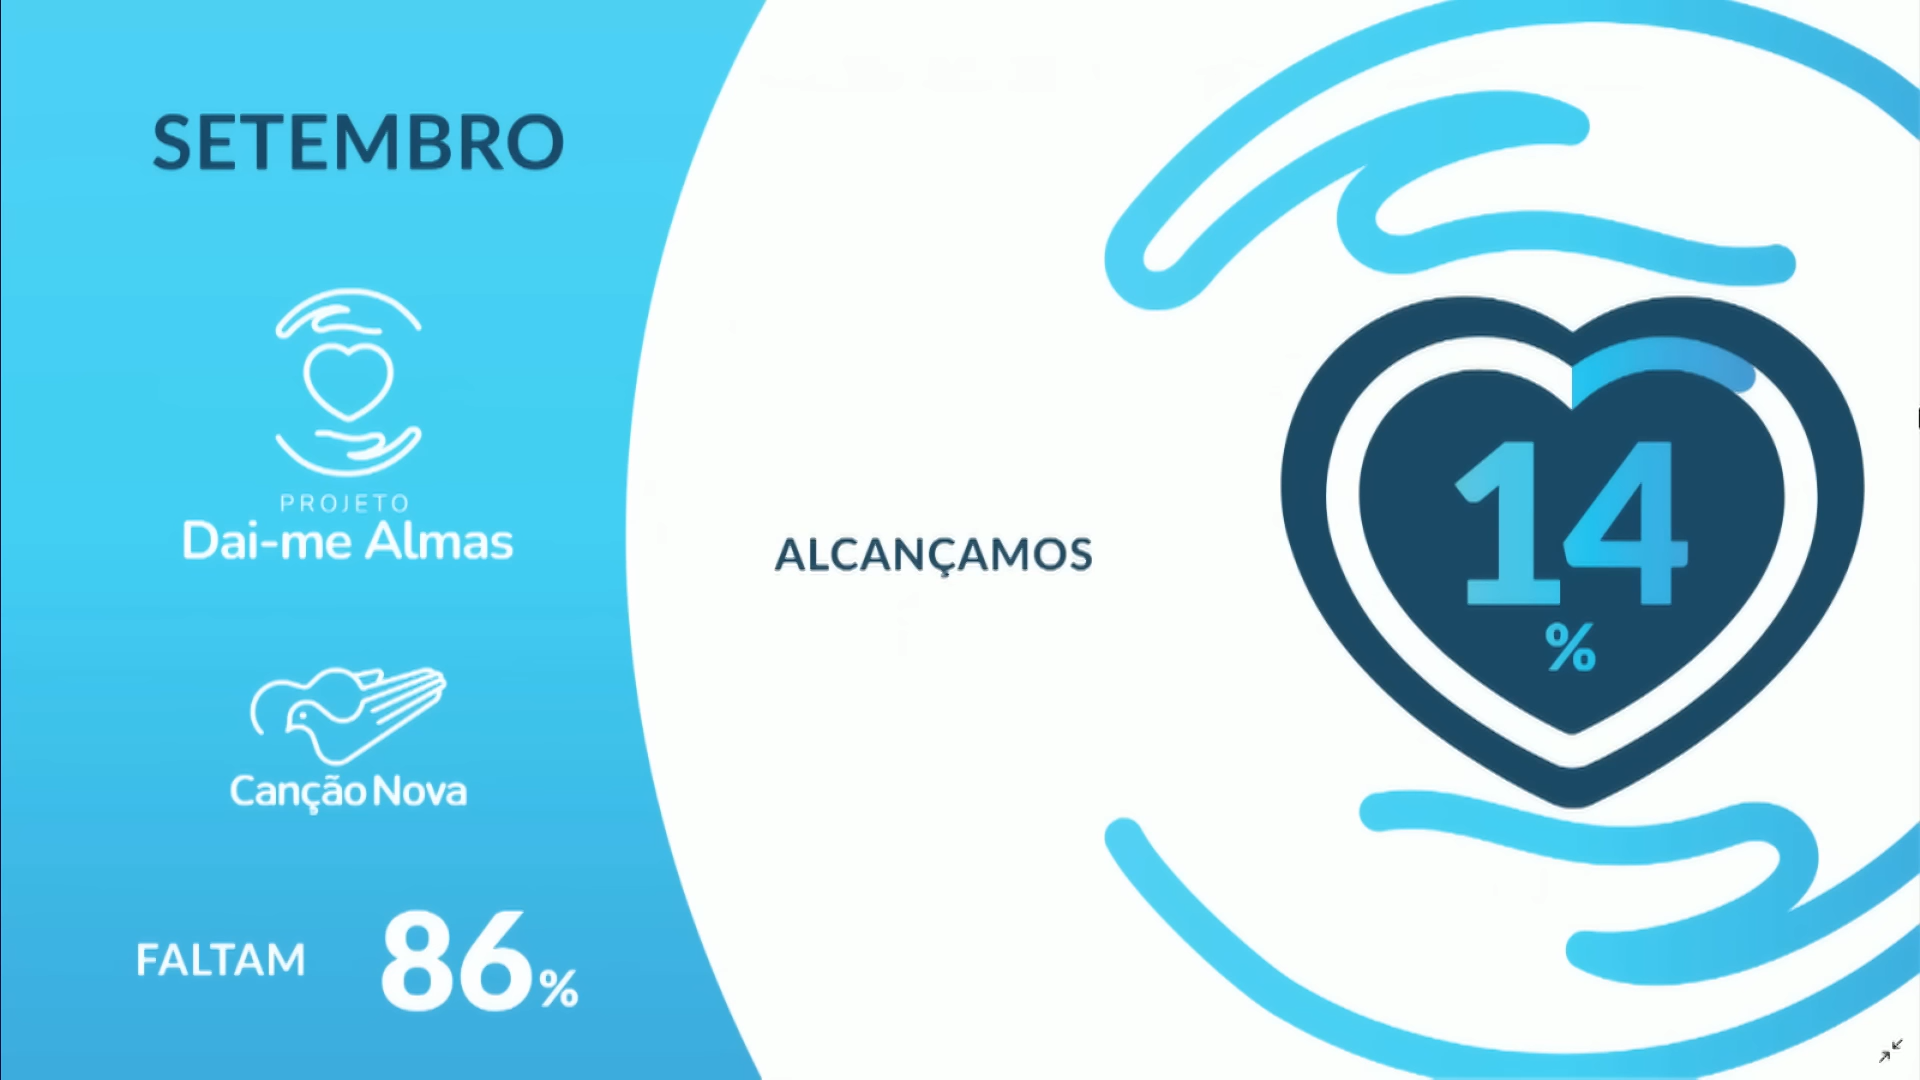 SETEMBRO
PROJETO
Dai-me Almas
Canção Nova
FALTAM 86%
ALCANÇAMOS
14
%